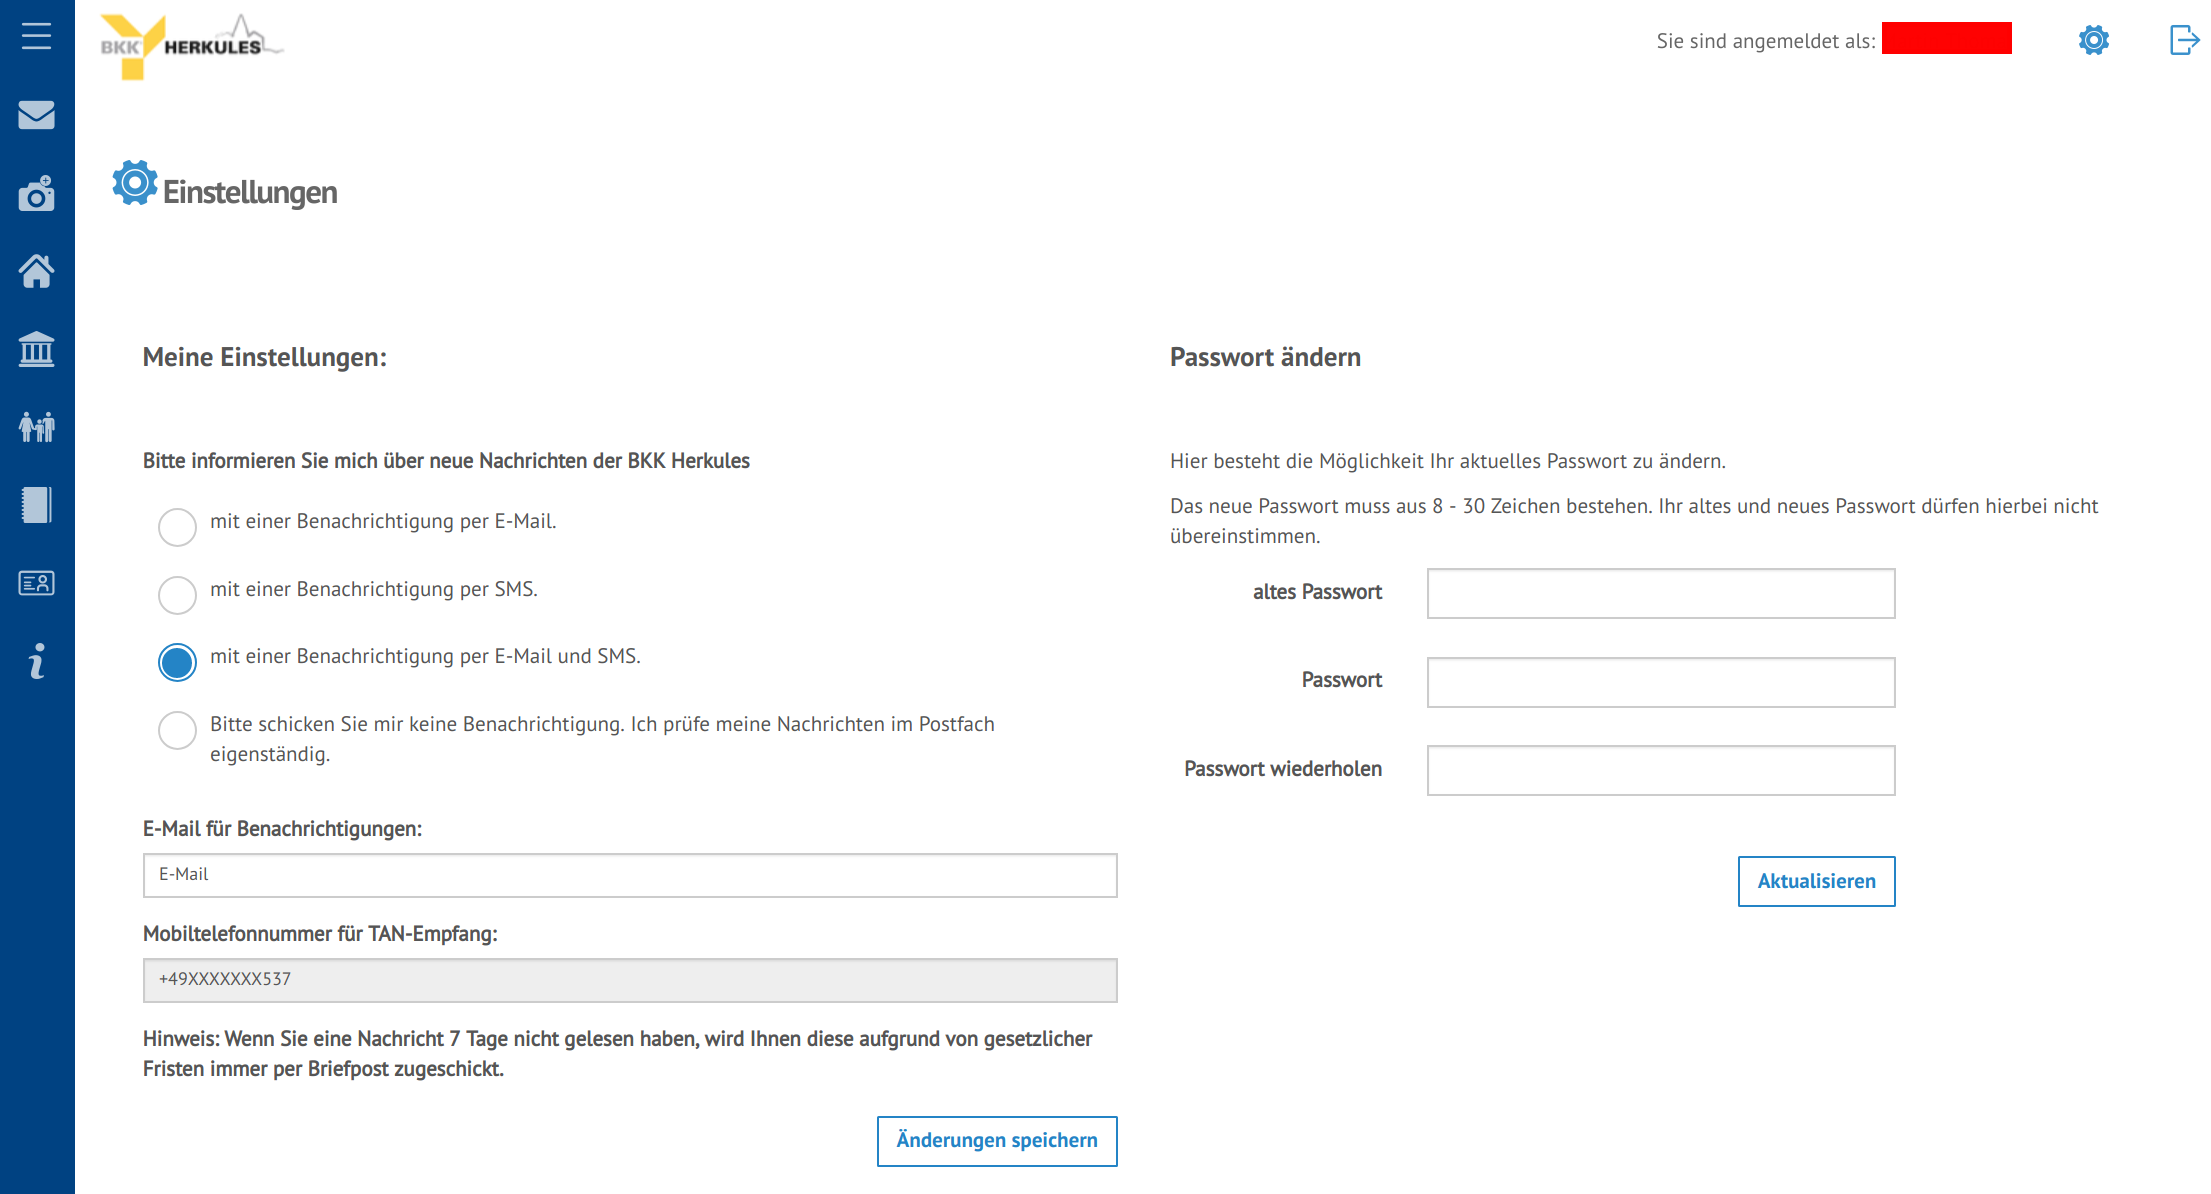 BKK HERKULES
Sie sind angemeldet als:
Einstellungen
Meine Einstellungen:
Bitte informieren Sie mich über neue Nachrichten der BKK Herkules
mit einer Benachrichtigung per E-Mail.
mit einer Benachrichtigung per SMS.
mit einer Benachrichtigung per E-Mail und SMS.
Bitte schicken Sie mir keine Benachrichtigung. Ich prüfe meine Nachrichten im Postfach
eigenständig.
E-Mail für Benachrichtigungen:
E-Mail
Mobiltelefonnummer für TAN-Empfang:
+49XXXXXXX537
Hinweis: Wenn Sie eine Nachricht 7 Tage nicht gelesen haben, wird Ihnen diese aufgrund von gesetzlicher
Fristen immer per Briefpost zugeschickt.
Änderungen speichern
Passwort ändern
Hier besteht die Möglichkeit Ihr aktuelles Passwort zu ändern.
Das neue Passwort muss aus 8 - 30 Zeichen bestehen. Ihr altes und neues Passwort dürfen hierbei nicht
übereinstimmen.
altes Passwort
Passwort
Passwort wiederholen
Aktualisieren